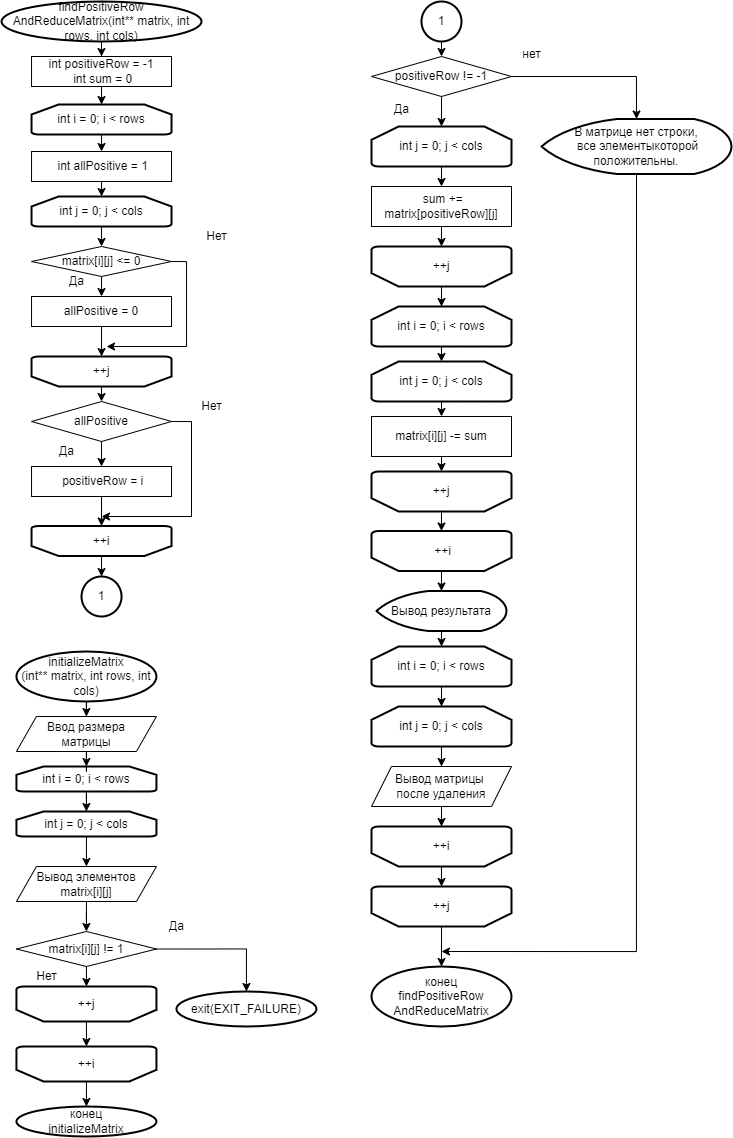 findPositiveRow
AndReduceMatrix(int** matrix, int
rows, int cols)
int positiveRow = -1
int sum = 0
int i = 0; i < rows
int allPositive = 1
int j = 0; j < cols
Нет
matrix[i][j] <= 0
Да
allPositive = 0
++j
Нет
allPositive
Да
positiveRow = i
++i
1
initializeMatrix
(int** matrix, int rows, int
cols)
Ввод размера
матрицы
int i = 0; i < rows
int j = 0; j < cols
Вывод элементов
matrix[i][j]
Да
matrix[i][j] != 1
Нет
exit(EXIT_FAILURE)
++j
++i
конец
initializeMatrix
1
нет
positiveRow != -1
Да
В матрице нет строки,
все элементыкоторой
положительны.
int j = 0; j < cols
sum +=
matrix[positiveRow][j]
++j
int i = 0; i < rows
int j = 0; j < cols
matrix[i][j] -= sum
++j
++i
Вывод результата
int i = 0; i < rows
int j = 0; j < cols
Вывод матрицы
после удаления
++i
++j
конец
findPositiveRow
AndReduceMatrix